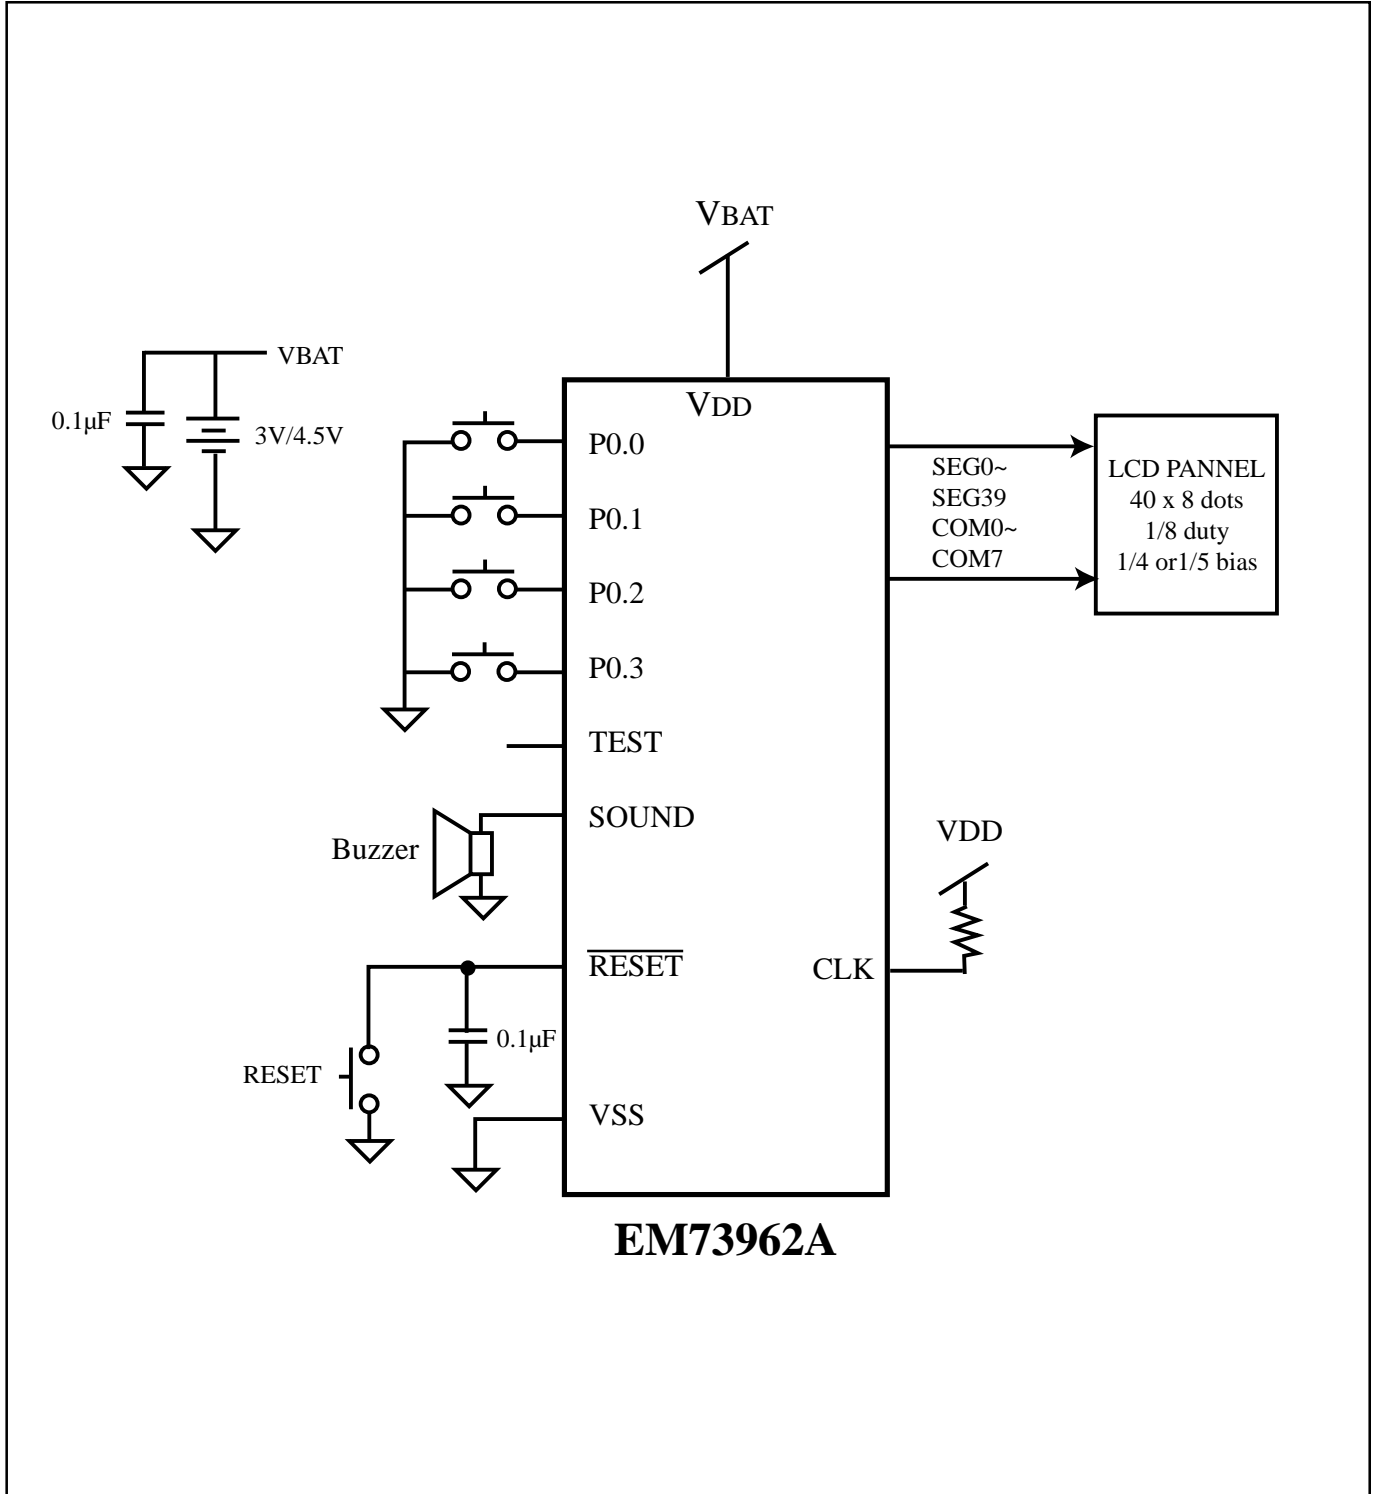 VBAT
VBAT
0.1µF
3V/4.5V
VDD
P0.0
P0.1
P0.2
P0.3
TEST
SOUND
Buzzer
RESET
0.1µF
RESET
VSS
SEG0~
SEG39
COM0~
COM7
LCD PANNEL
40 x 8 dots
1/8 duty
1/4 or1/5 bias
VDD
CLK
EM73962A